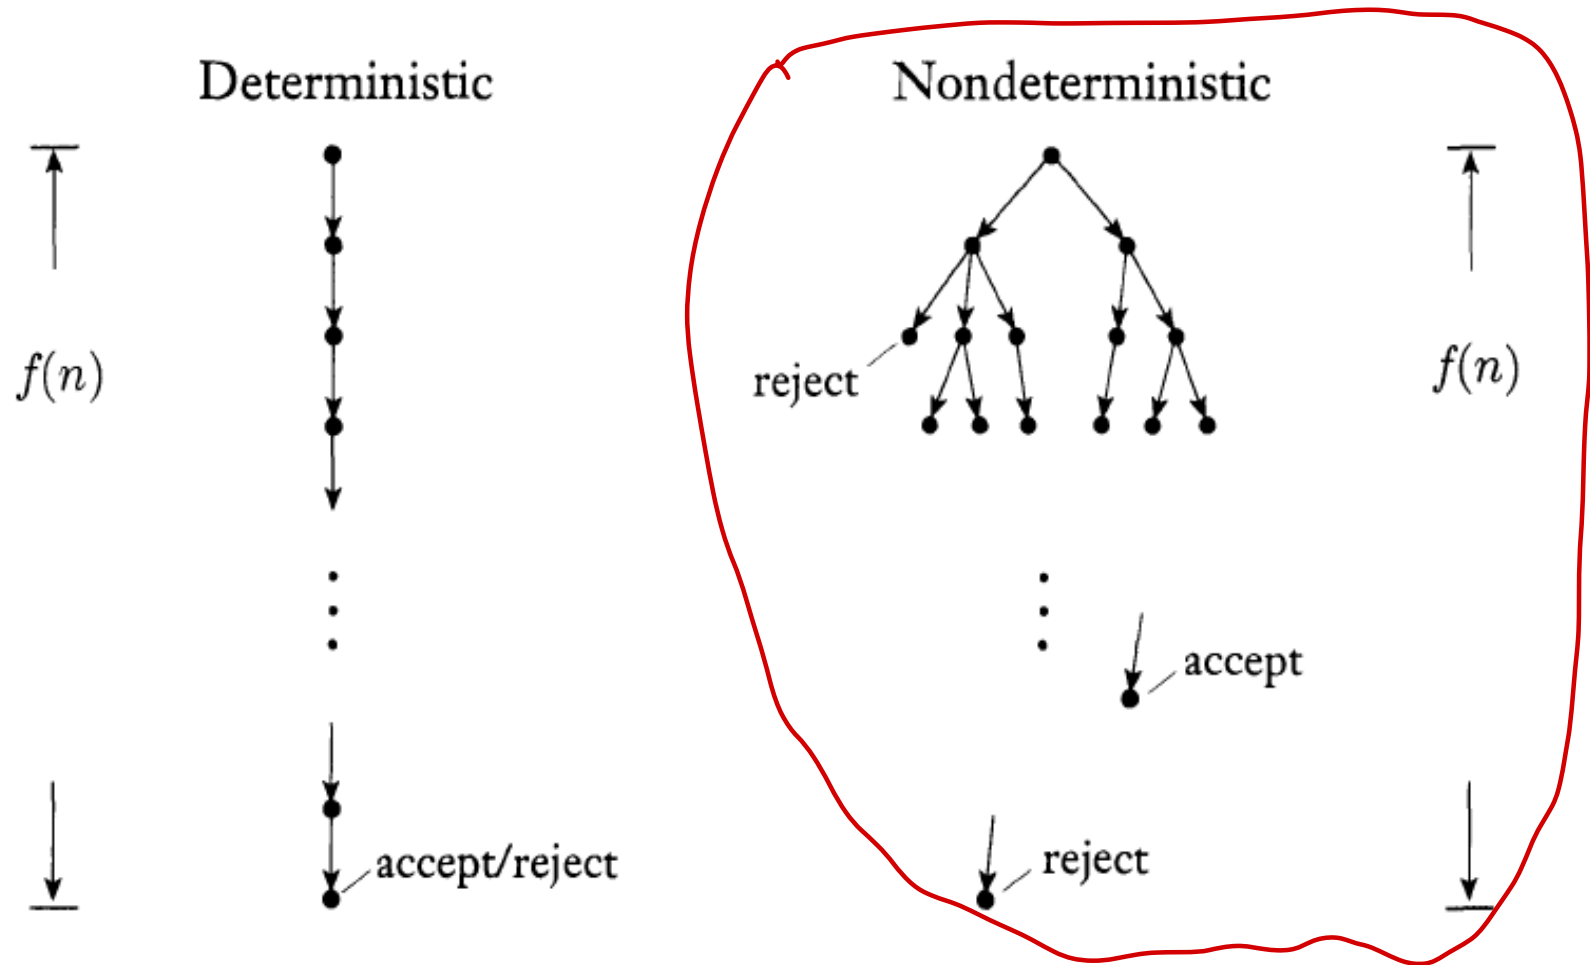 Deterministic
Nondeterministic
f(n)
reject
f(n)
accept
accept/reject
reject